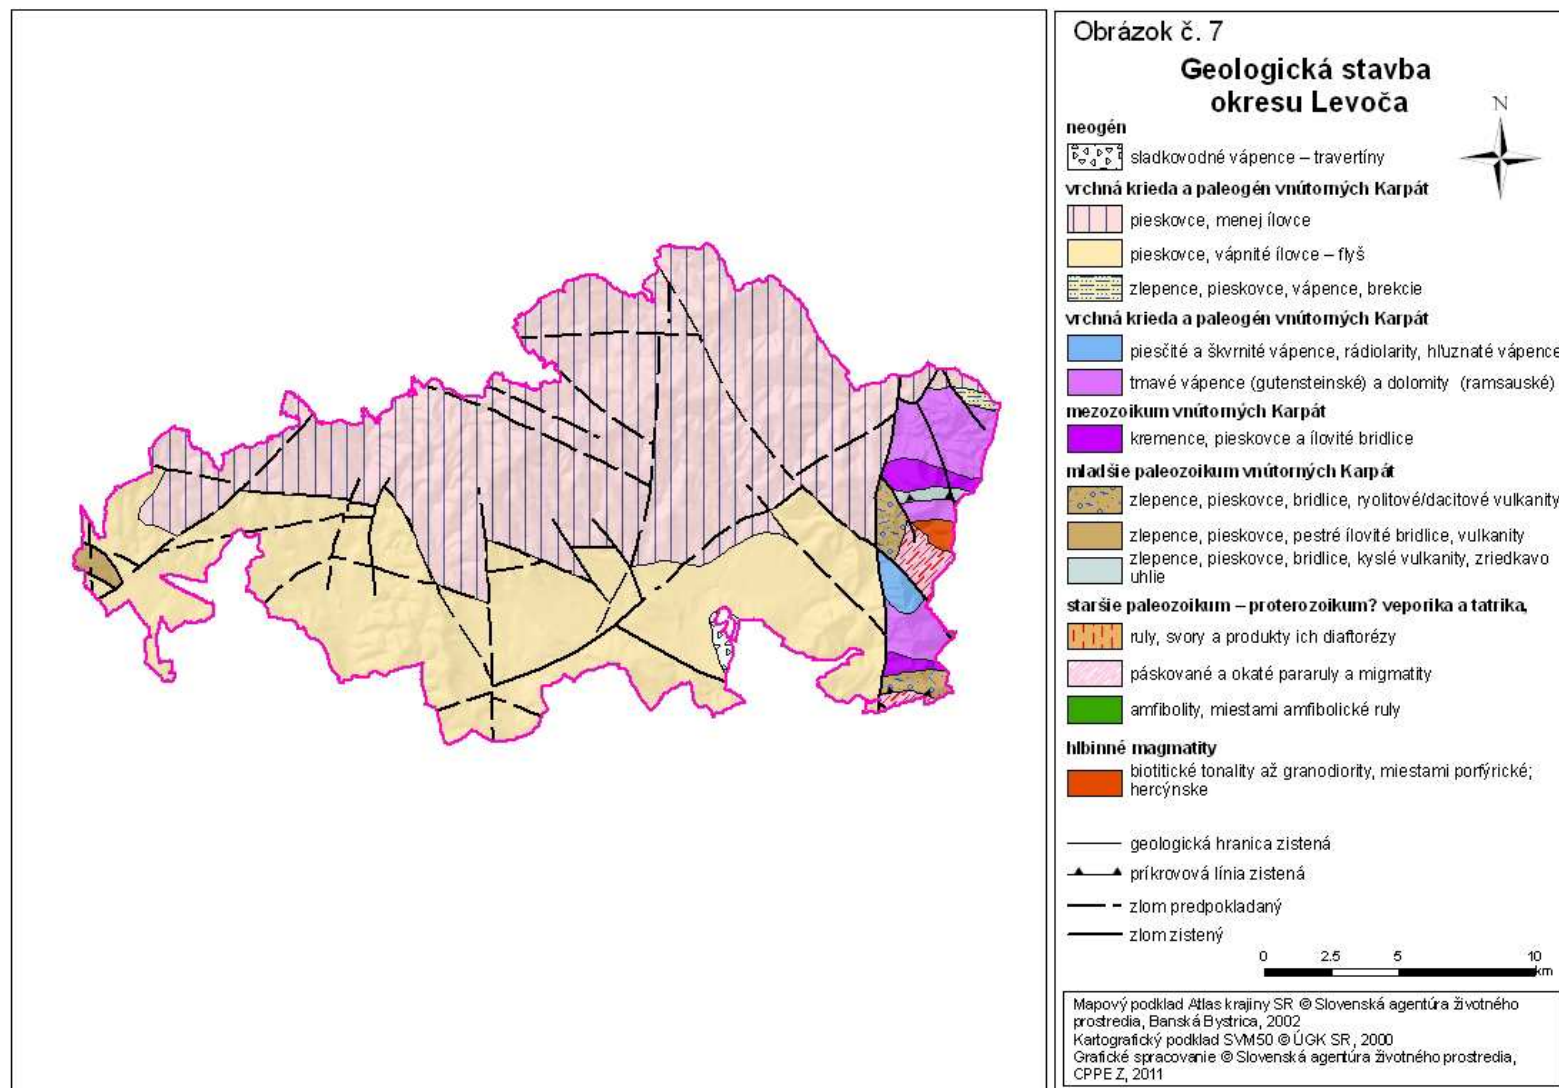 Obrázok č. 7
Geologická stavba
okresu Levoča
N
neogén
sladkovodné vápence – travertíny
vrchná krieda a paleogén vnútorných Karpát
pieskovce, menej ílovce
pieskovce, vápnité ílovce – flyš
zlepence, pieskovce, vápence, brekcie
vrchná krieda a paleogén vnútorných Karpát
piesčité a škvrnité vápence, rádiolarity, hľuznaté vápence
tmavé vápence (gutensteinské) a dolomity (ramsauské)
mezozoikum vnútorných Karpát
kremence, pieskovce a ílovité bridlice
mladšie paleozoikum vnútorných Karpát
zlepence, pieskovce, bridlice, ryolitové/dacitové vulkanity
zlepence, pieskovce, pestré ílovité bridlice, vulkanity
zlepence, pieskovce, bridlice, kyslé vulkanity, zriedkavo
uhlie
staršie paleozoikum – proterozoikum? veporika a tatrika,
ruly, svory a produkty ich diaftorézy
páskované a okaté pararuly a migmatity
amfibolity, miestami amfibolické ruly
hlbinné magmatity
biotitické tonality až granodiority, miestami porfýrické;
hercýnske
geologická hranica zistená
príkrovová línia zistená
zlom predpokladaný
zlom zistený
0 2.5 5 10
km
Mapový podklad Atlas krajiny SR © Slovenská agentúra životného
prostredia, Banská Bystrica, 2002
Kartografický podklad SVM50 © ÚGK SR, 2000
Grafické spracovanie © Slovenská agentúra životného prostredia,
CPPEZ, 2011